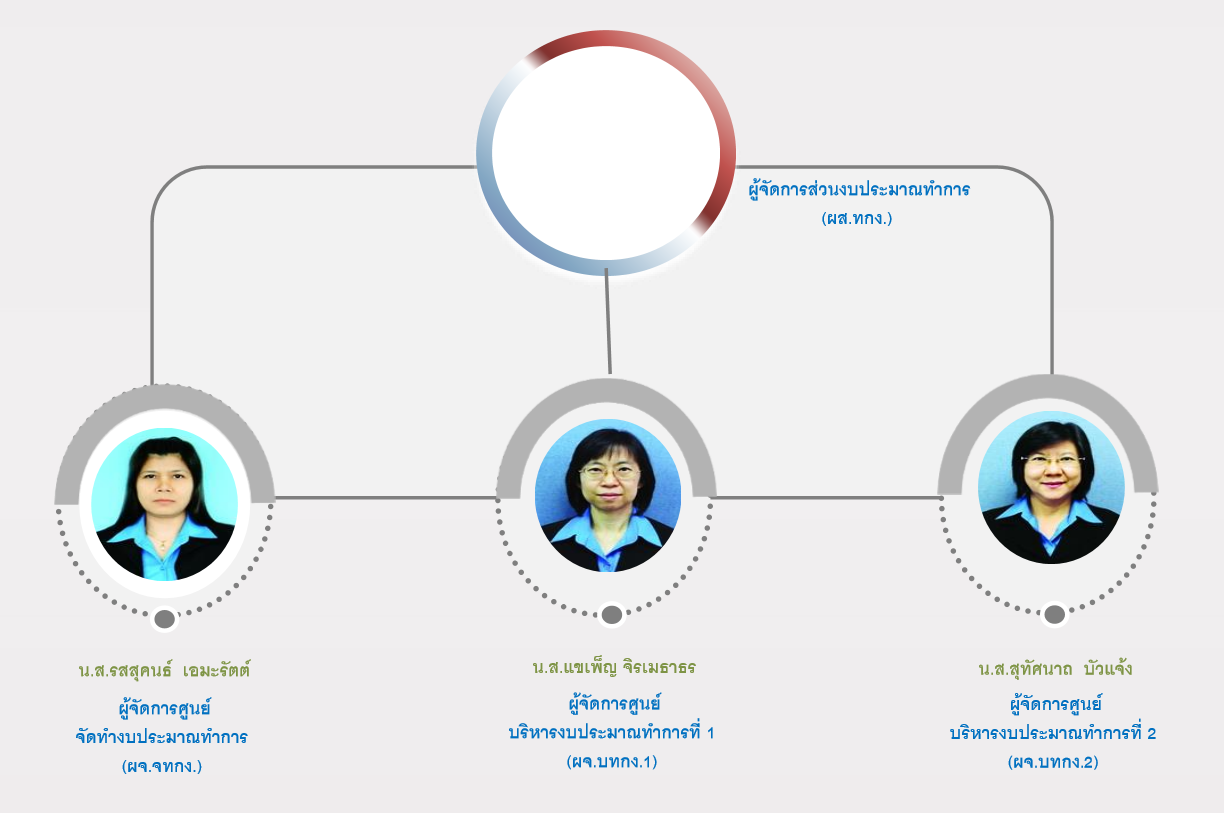 ผู้จัดการส่วนงบประมาณทำการ
(ผส.ทกง.)
น.ส.รสสุคนธ์ เอมะรัตต์
ผู้จัดการศูนย์
จัดทำงบประมาณทำการ
(ผจ.จทกง.)
น.ส.แขเพ็ญ จิรเมธาธร
ผู้จัดการศูนย์
บริหารงบประมาณทำการที่ 1
(ผจ.บทกง.1)
น.ส.สุทัศนาถ บัวแจ้ง
ผู้จัดการศูนย์
บริหารงบประมาณทำการที่ 2
(ผจ.บทกง.2)